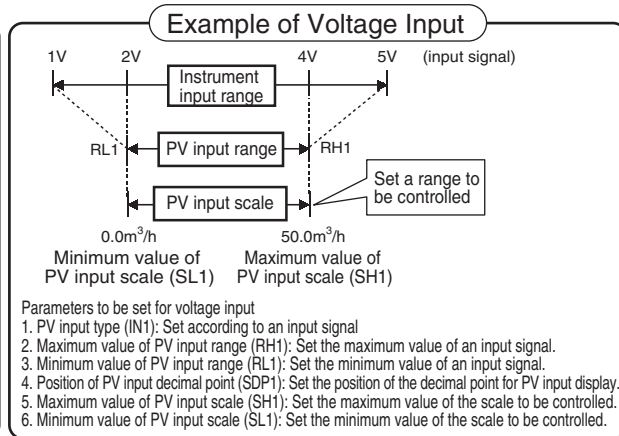 Example of Voltage Input
1V 2V 4V 5V (input signal)
Instrument
input range
RL1 PV input range RH1
PV input scale
Set a range to
be controlled
0.0m³/h 50.0m³/h
Minimum value of
PV input scale (SL1)
Maximum value of
PV input scale (SH1)
Parameters to be set for voltage input
1. PV input type (IN1): Set according to an input signal
2. Maximum value of PV input range (RH1): Set the maximum value of an input signal.
3. Minimum value of PV input range (RL1): Set the minimum value of an input signal.
4. Position of PV input decimal point (SDP1): Set the position of the decimal point for PV input display.
5. Maximum value of PV input scale (SH1): Set the maximum value of the scale to be controlled.
6. Minimum value of PV input scale (SL1): Set the minimum value of the scale to be controlled.